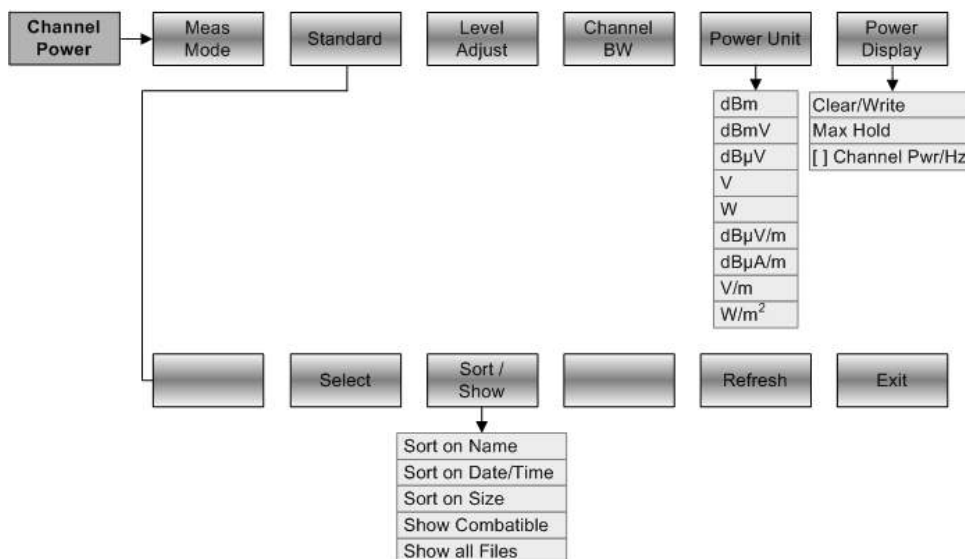 Channel
Power
Meas
Mode
Standard
Level
Adjust
Channel
BW
Power Unit
Power
Display
dBm
dBmV
dBµV
V
W
dBµV/m
dBµA/m
V/m
W/m²
Clear/Write
Max Hold
[ ] Channel Pwr/Hz
Select
Sort /
Show
Refresh
Exit
Sort on Name
Sort on Date/Time
Sort on Size
Show Combatible
Show all Files